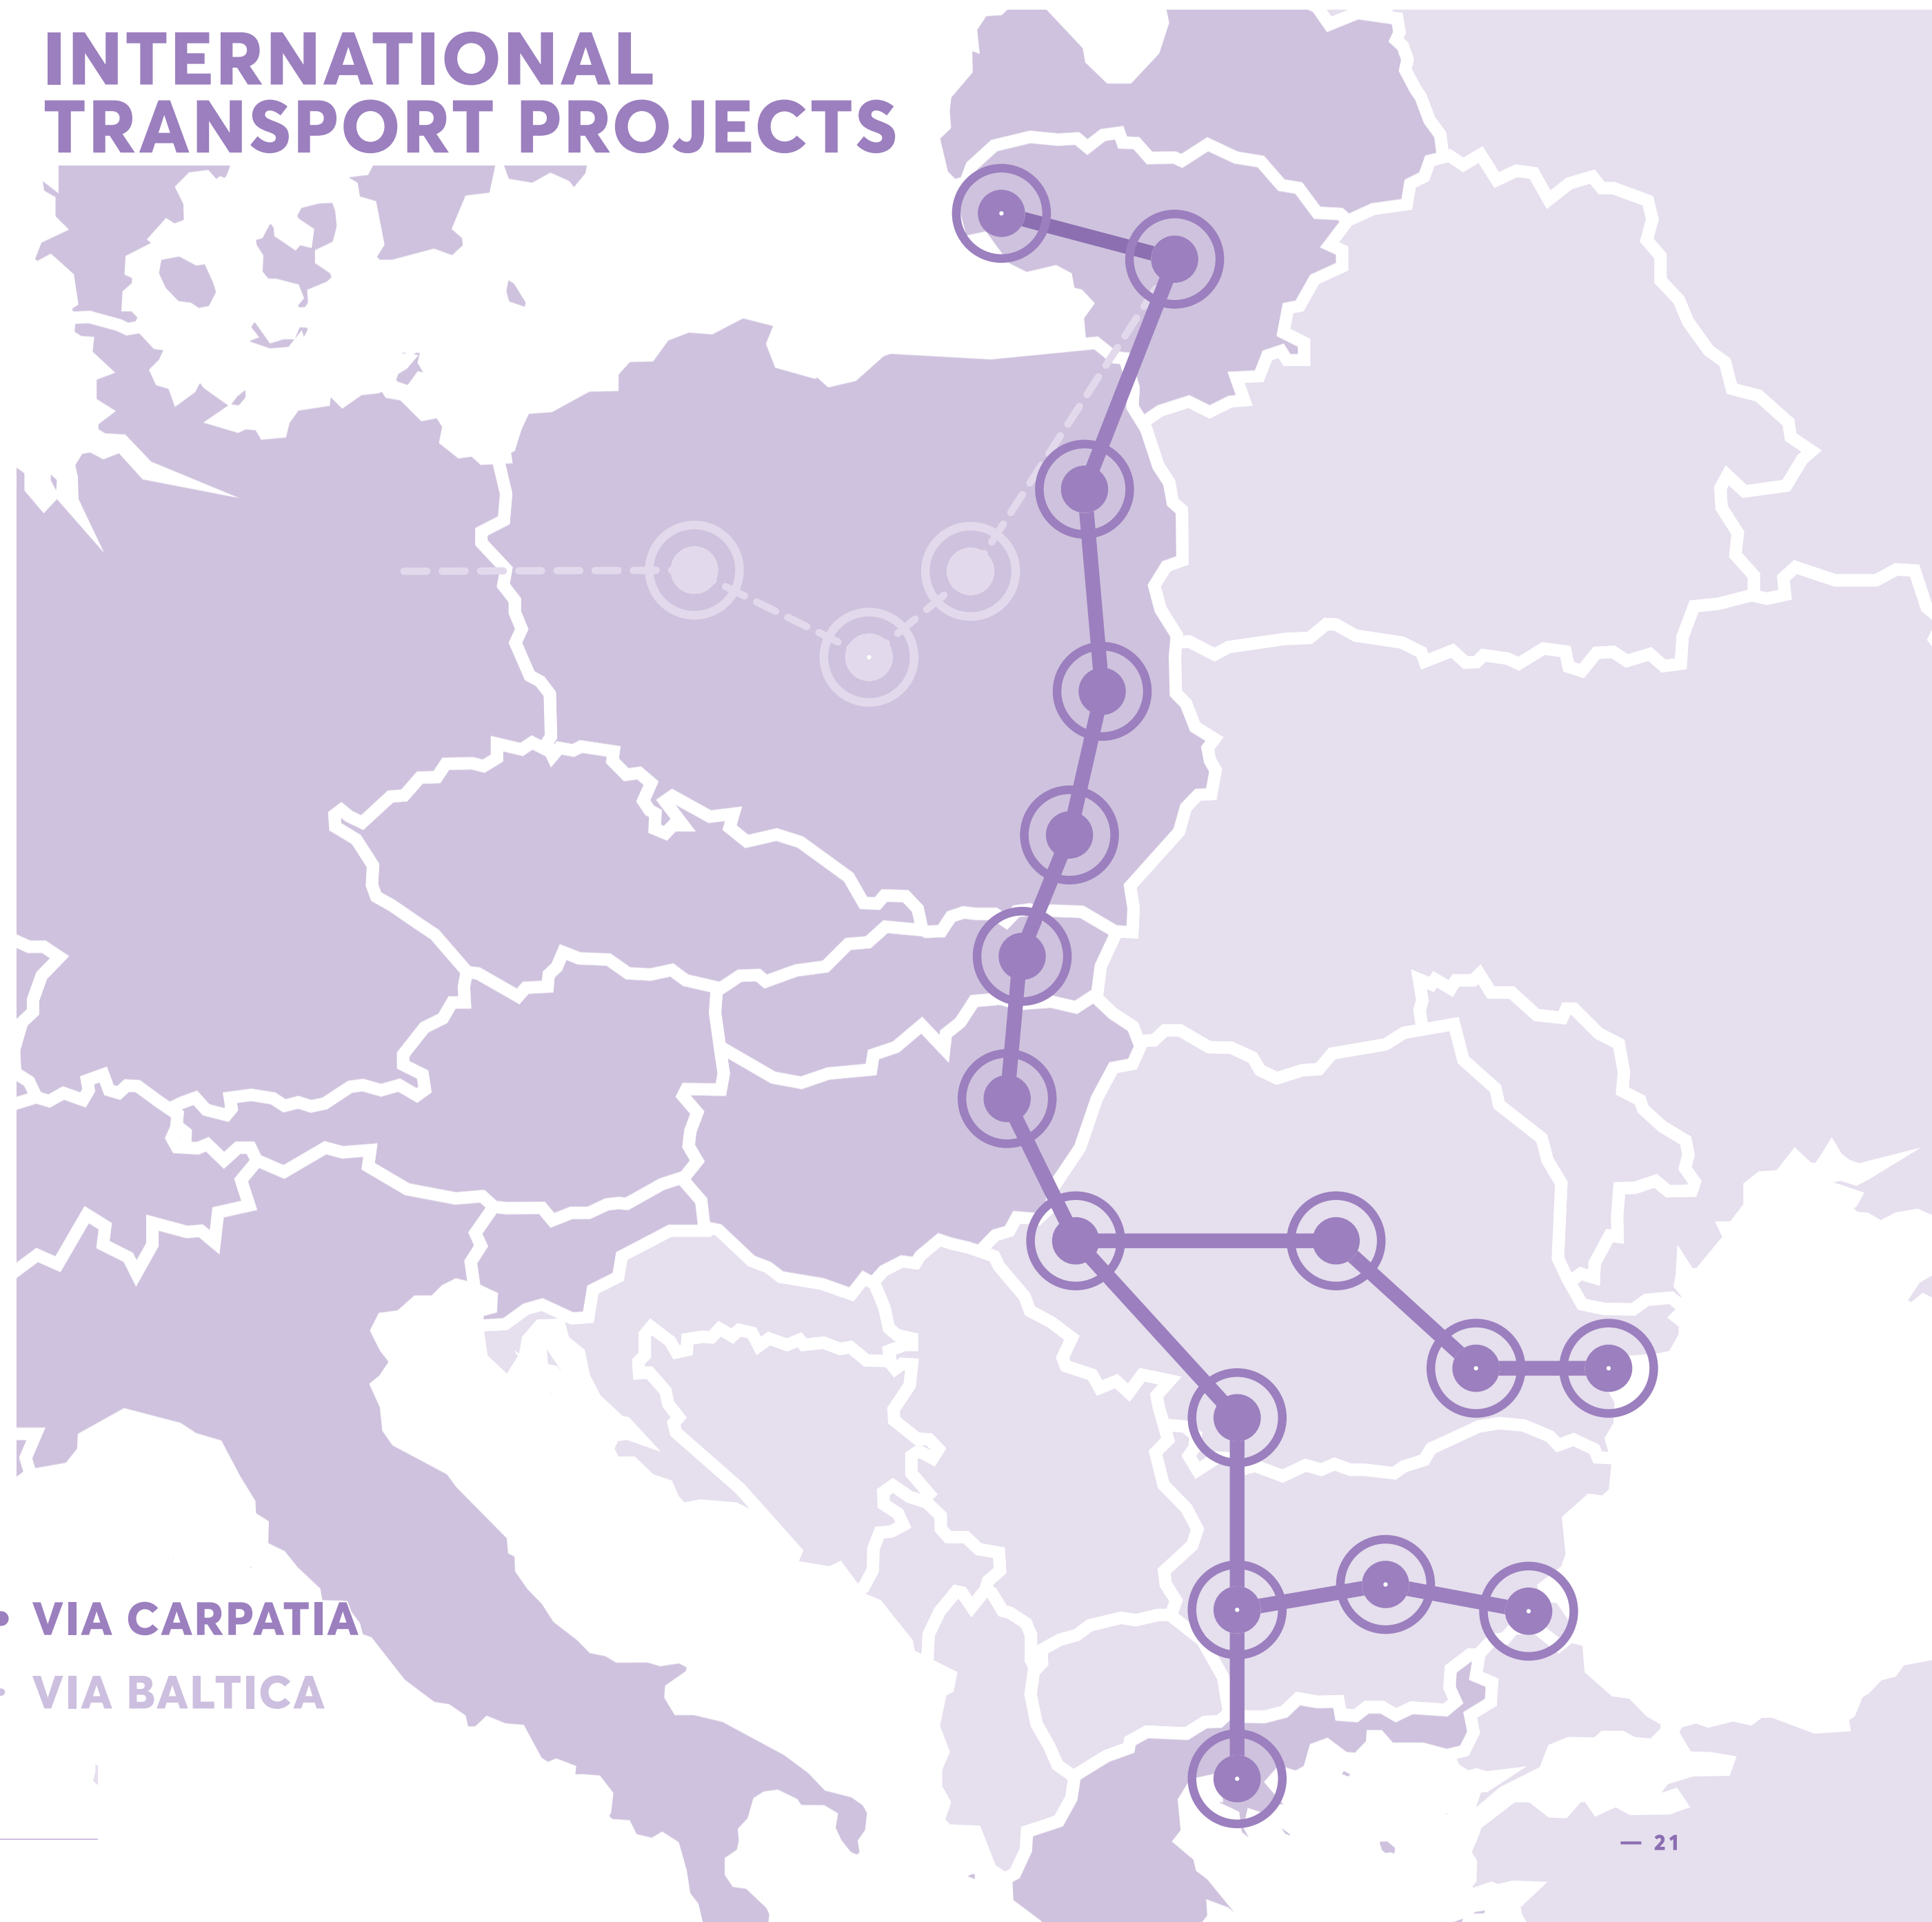 INTERNATIONAL
TRANSPORT PROJECTS
VIA CARPATIA
VIA BALTICA
— 21